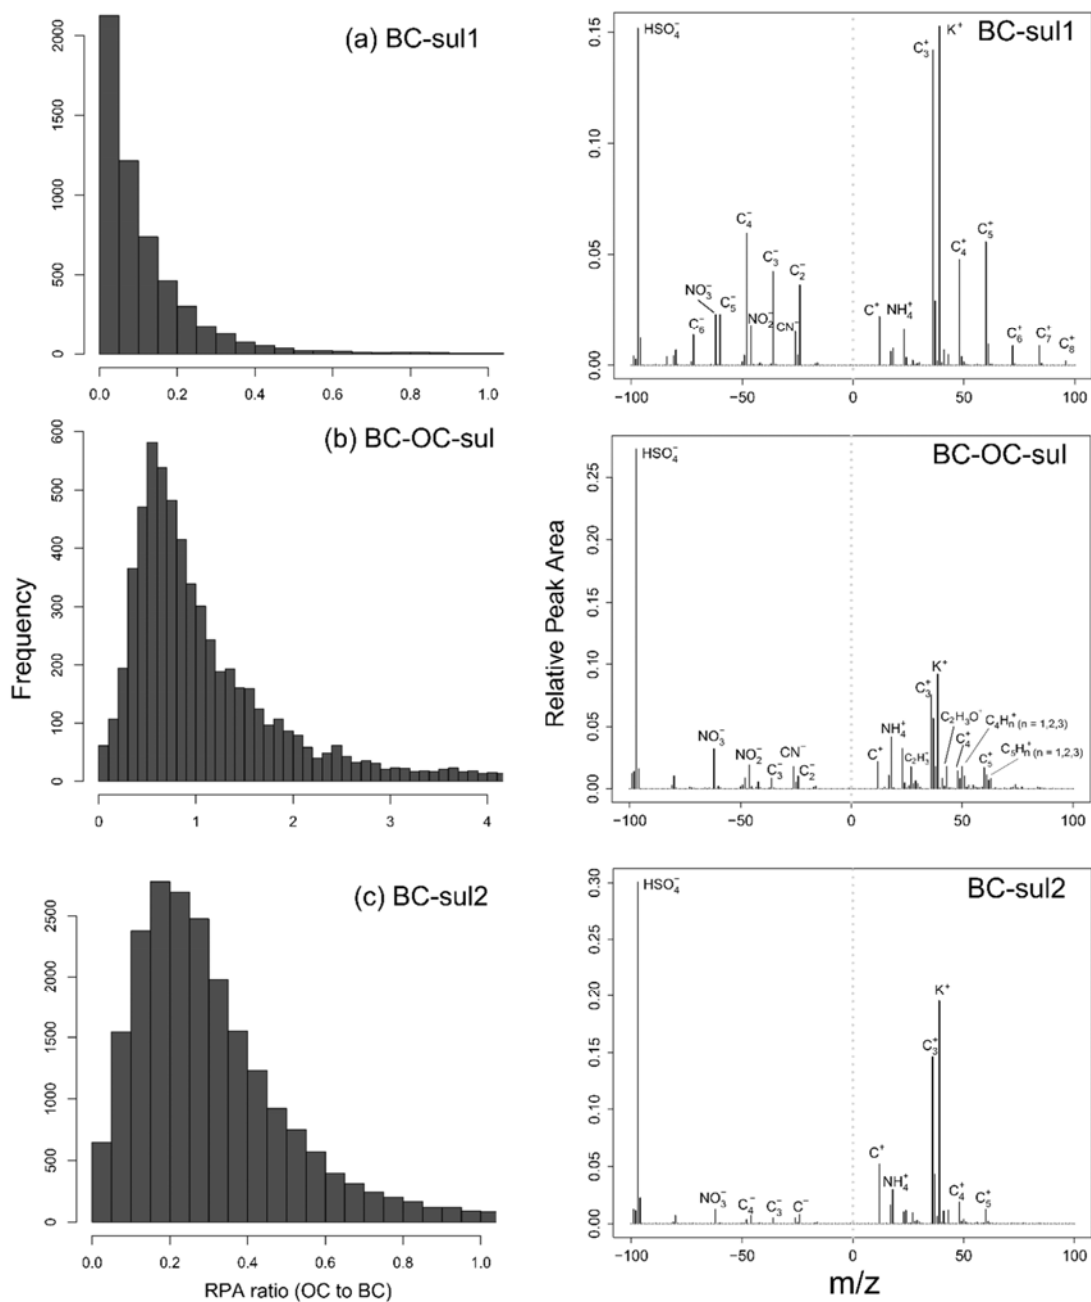 (a) BC-sul1
2000
1500
1000
500
0
0.0 0.2 0.4 0.6 0.8 1.0
BC-sul1
0.15
0.10
0.05
0.00
HSO₄⁻
NO₃⁻
C₆⁻
C₅⁻
C₄⁻
NO₂⁻
C₃⁻
CN⁻
C₂⁻
C⁺
NH₄⁺
C₃⁺
K⁺
C₄⁺
C₅⁺
C₆⁺
C₇⁺
C₈⁺
−100 −50 0 50 100
(b) BC-OC-sul
600
500
400
300
200
100
0
0 1 2 3 4
Frequency
BC-OC-sul
0.25
0.20
0.15
0.10
0.05
0.00
Relative Peak Area
HSO₄⁻
NO₃⁻
NO₂⁻
C₃⁻
CN⁻
C₂⁻
C⁺
NH₄⁺
C₂H₃⁻
C₃⁺
K⁺
C₂H₃O⁻
C₄⁺
C₄Hₙ⁺ (n = 1,2,3)
C₅⁺
C₅Hₙ⁺ (n = 1,2,3)
−100 −50 0 50 100
(c) BC-sul2
2500
2000
1500
1000
500
0
0.0 0.2 0.4 0.6 0.8 1.0
RPA ratio (OC to BC)
BC-sul2
0.30
0.25
0.20
0.15
0.10
0.05
0.00
HSO₄⁻
NO₃⁻
C₄⁻
C₃⁻
C⁻
C⁺
NH₄⁺
C₃⁺
K⁺
C₄⁺
C₅⁺
−100 −50 0 50 100
m/z